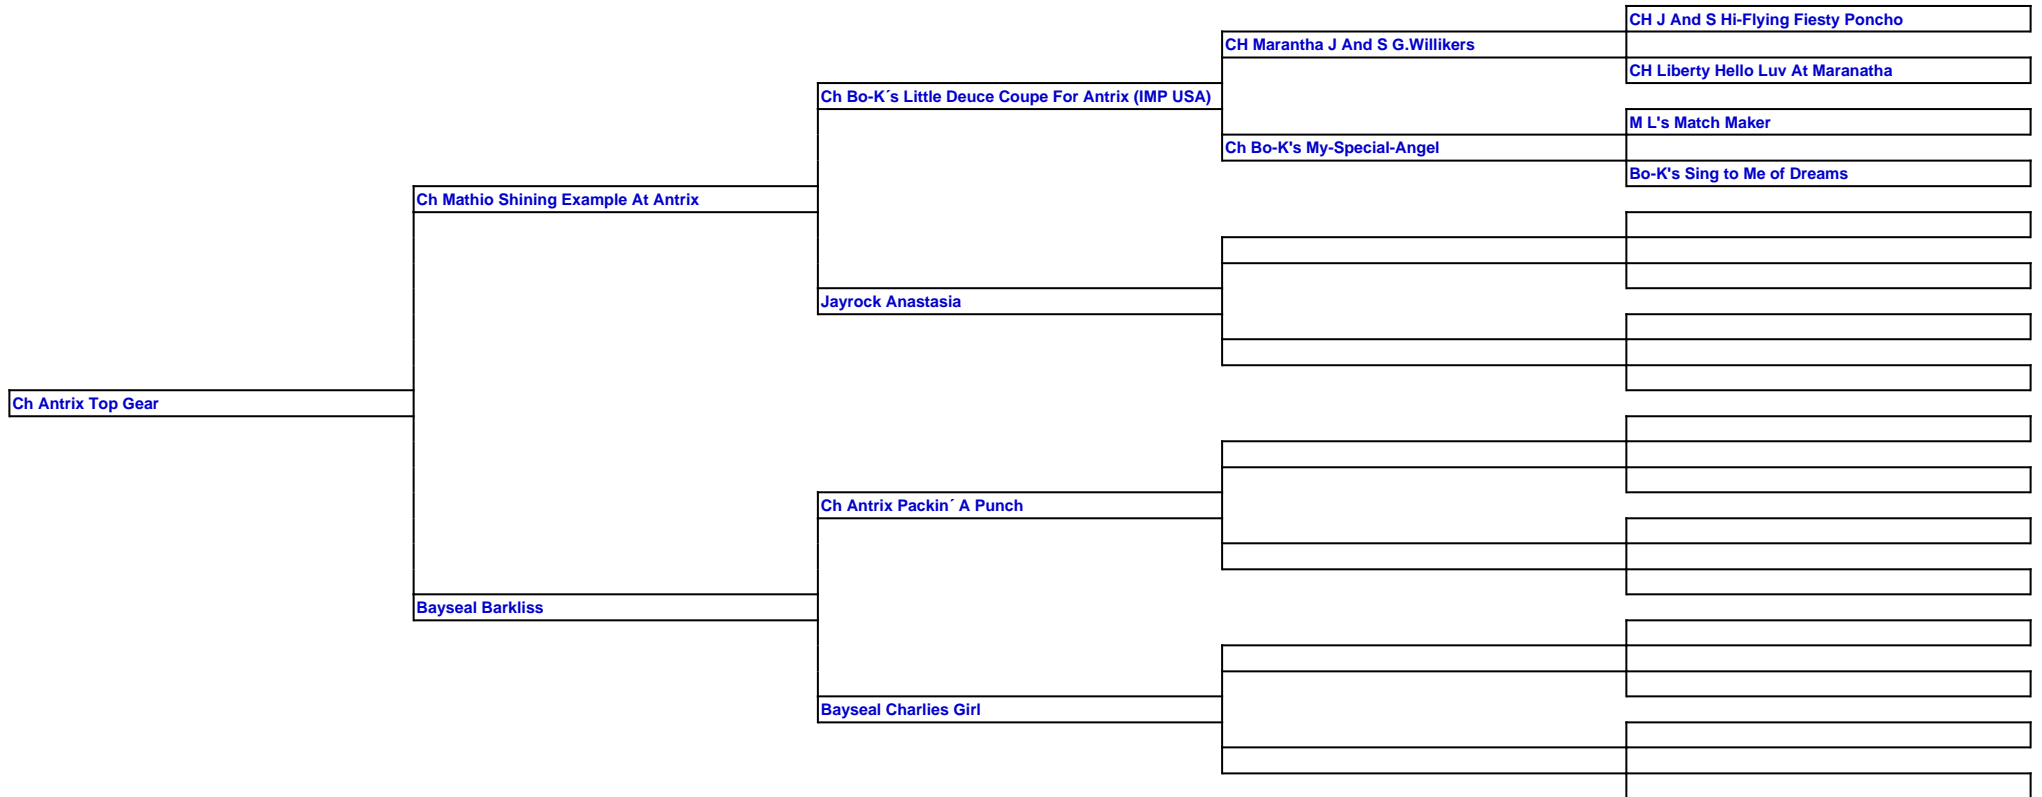 CH J And S Hi-Flying Fiesty Poncho
CH Marantha J And S G.Willikers
CH Liberty Hello Luv At Maranatha
Ch Bo-K´s Little Deuce Coupe For Antrix (IMP USA)
M L's Match Maker
Ch Bo-K's My-Special-Angel
Bo-K's Sing to Me of Dreams
Ch Mathio Shining Example At Antrix
Jayrock Anastasia
Ch Antrix Top Gear
Ch Antrix Packin´ A Punch
Bayseal Barkliss
Bayseal Charlies Girl